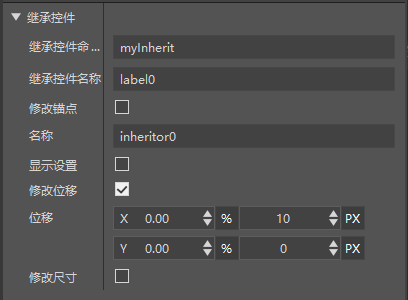 继承控件
继承控件命 ... myInherit
继承控件名称 label0
修改锚点
名称 inheritor0
显示设置
修改位移
位移 X 0.00 % 10 PX
Y 0.00 % 0 PX
修改尺寸